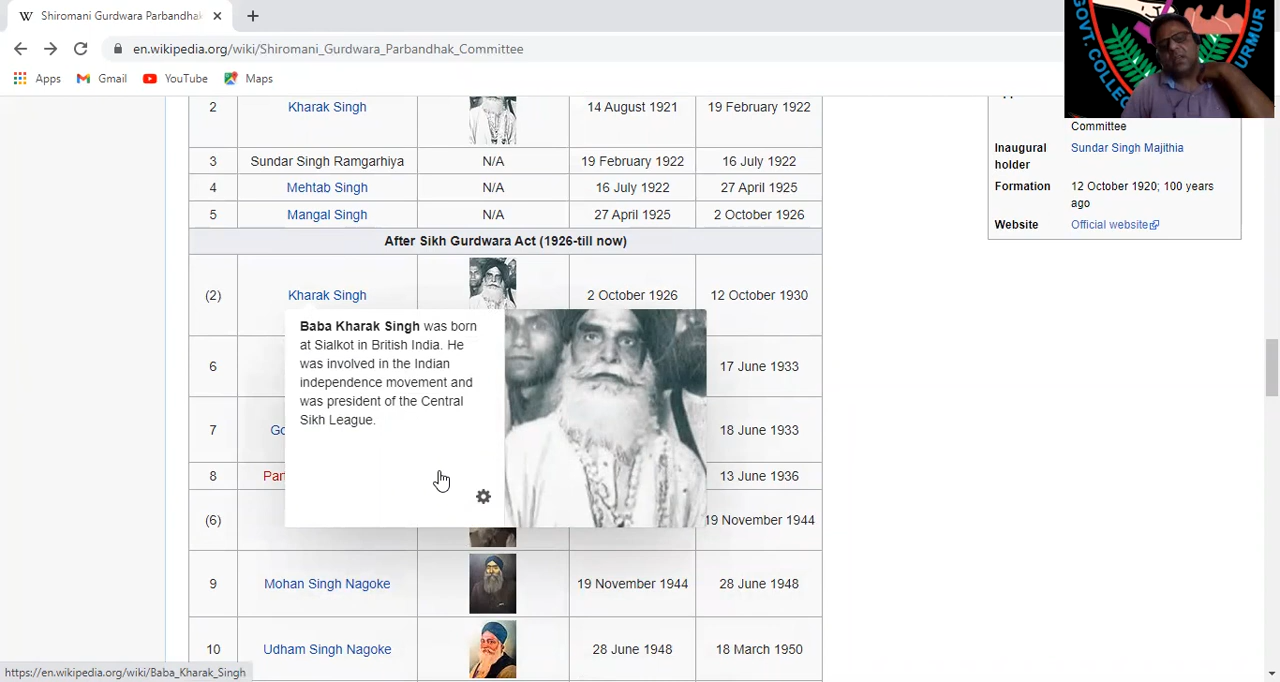 Shiromani Gurdwara Parbandhak
en.wikipedia.org/wiki/Shiromani_Gurdwara_Parbandhak_Committee
Apps Gmail YouTube Maps
GOVT. COLLEG URMUR
2 Kharak Singh 14 August 1921 19 February 1922
3 Sundar Singh Ramgarhiya N/A 19 February 1922 16 July 1922
4 Mehtab Singh N/A 16 July 1922 27 April 1925
5 Mangal Singh N/A 27 April 1925 2 October 1926
After Sikh Gurdwara Act (1926-till now)
(2) Kharak Singh 2 October 1926 12 October 1930
6 17 June 1933
7 Go 18 June 1933
8 Part 13 June 1936
(6) 19 November 1944
9 Mohan Singh Nagoke 19 November 1944 28 June 1948
10 Udham Singh Nagoke 28 June 1948 18 March 1950
Baba Kharak Singh was born
at Sialkot in British India. He
was involved in the Indian
independence movement and
was president of the Central
Sikh League.
Committee
Inaugural Sundar Singh Majithia
holder
Formation 12 October 1920; 100 years
ago
Website Official website
https://en.wikipedia.org/wiki/Baba_Kharak_Singh